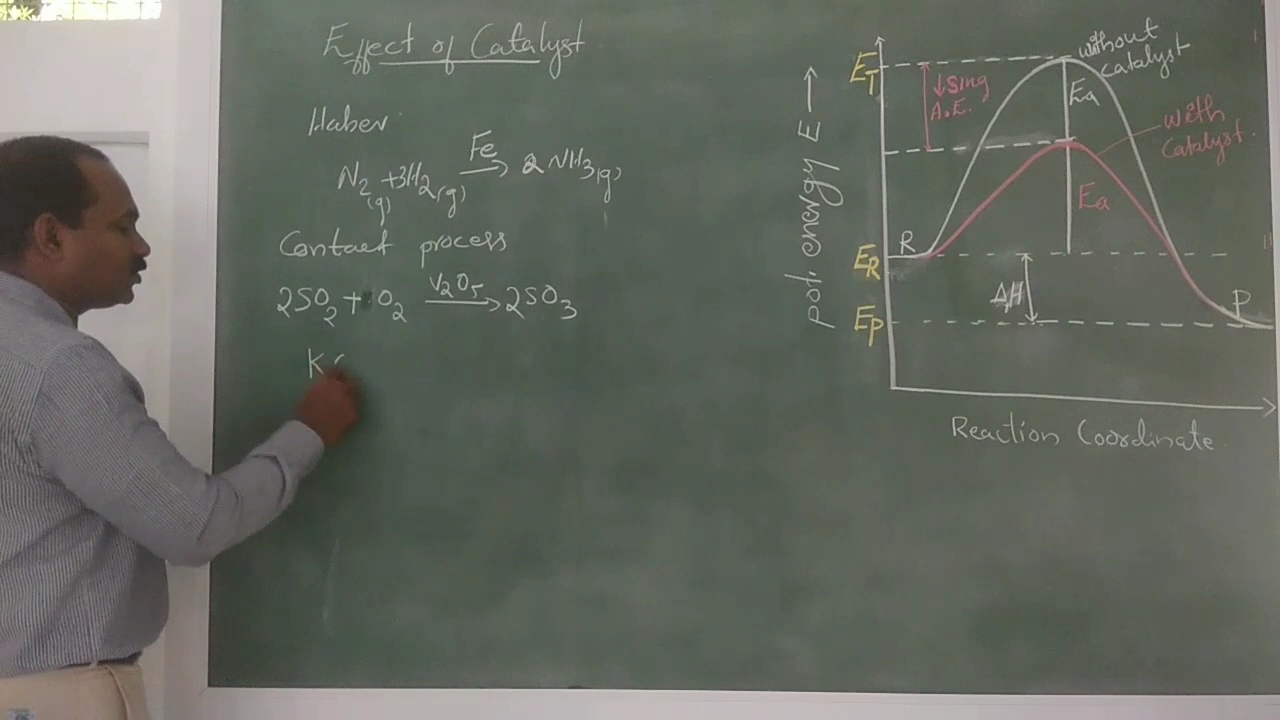 Effect of Catalyst
Haber
N2(g) + 3H2(g) Fe → 2NH3(g)
Contact process
2SO2 + O2 V2O5 → 2SO3
K
ET
↓sing
A.E.
without
catalyst
Ea
with
Catalyst.
Ea
pot. energy E →
R
ER
ΔH
P
EP
Reaction Coordinate